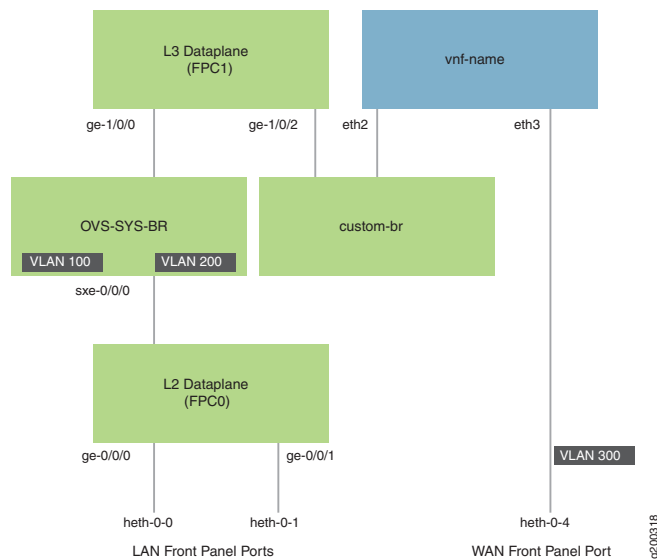 L3 Dataplane
(FPC1)
vnf-name
ge-1/0/0
ge-1/0/2
eth2
eth3
OVS-SYS-BR
custom-br
VLAN 100
VLAN 200
sxe-0/0/0
L2 Dataplane
(FPC0)
ge-0/0/0
ge-0/0/1
VLAN 300
heth-0-0
heth-0-1
heth-0-4
LAN Front Panel Ports
WAN Front Panel Port
g200318